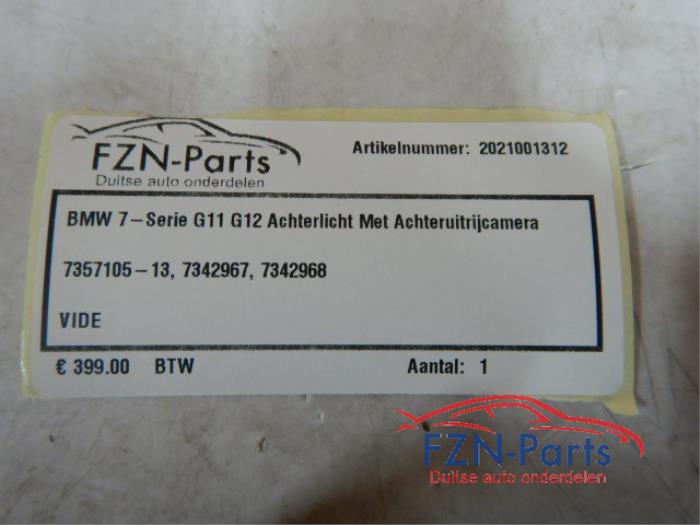 FZN-Parts
Duitse auto onderdelen
Artikelnummer: 2021001312
BMW 7-Serie G11 G12 Achterlicht Met Achteruitrijcamera
7357105-13, 7342967, 7342968
VIDE
€ 399.00 BTW Aantal: 1
FZN-Parts
Duitse auto onderdelen